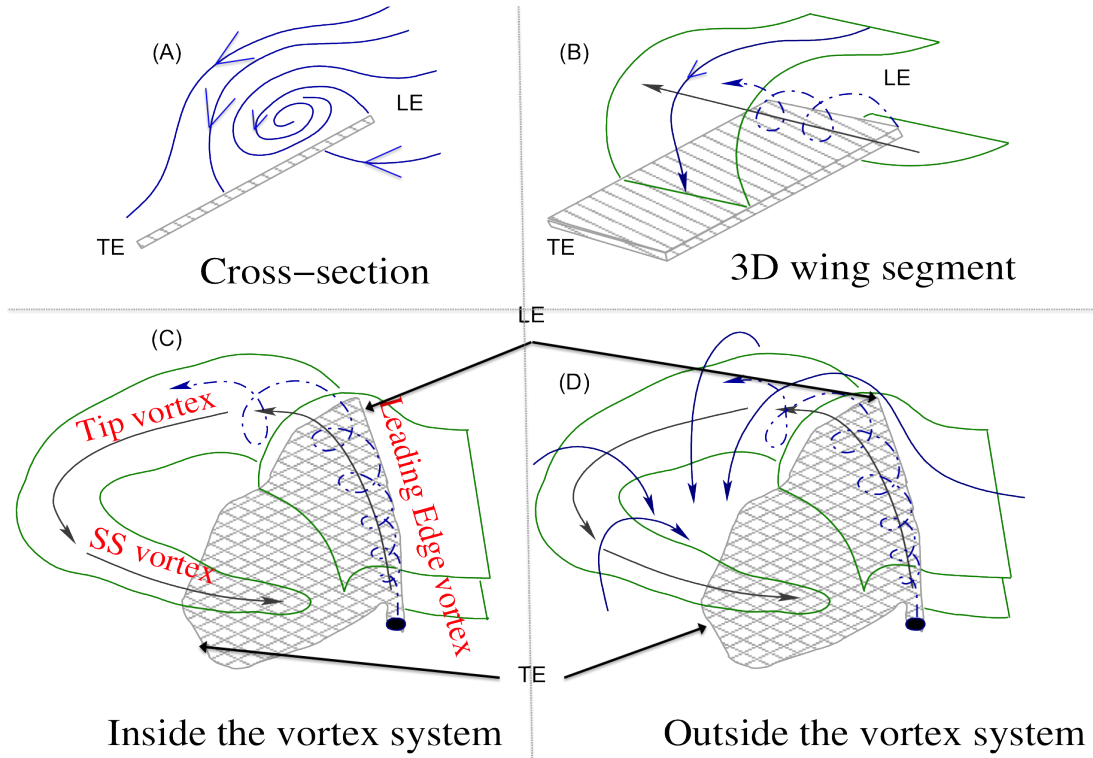 (A)
LE
TE
Cross−section
(B)
LE
TE
3D wing segment
LE
(C)
Tip vortex
SS vortex
Leading Edge vortex
(D)
TE
Inside the vortex system
Outside the vortex system